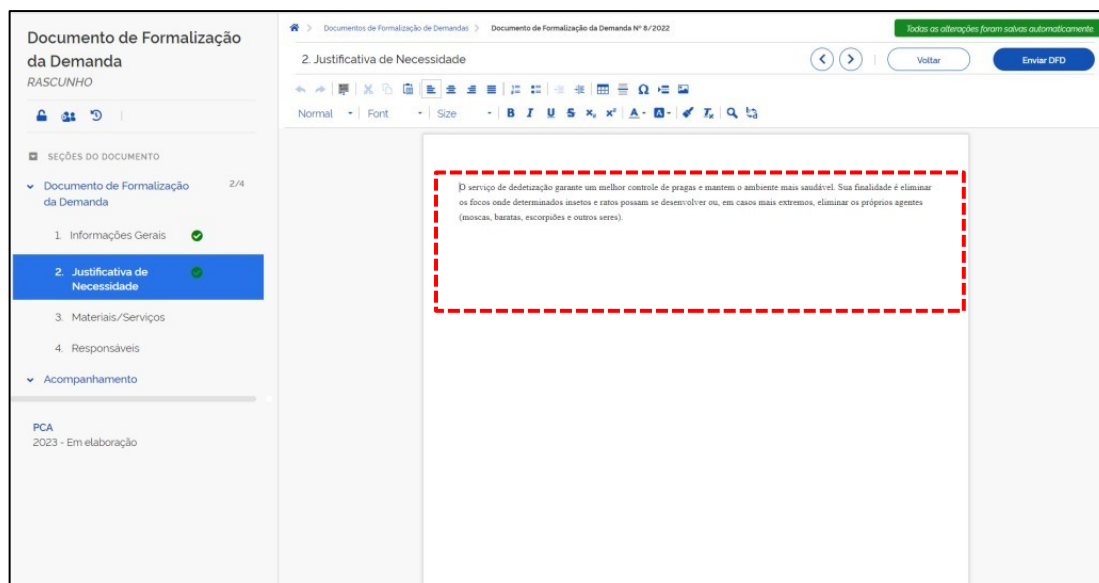 Documento de Formalização
da Demanda
RASCUNHO
SEÇÕES DO DOCUMENTO
Documento de Formalização 2/4
da Demanda
1. Informações Gerais
2. Justificativa de
Necessidade
3. Materiais/Serviços
4. Responsáveis
Acompanhamento
PCA
2023 - Em elaboração
> Documentos de Formalização de Demandas > Documento de Formalização da Demanda Nº 8/2022
Todas as alterações foram salvas automaticamente.
2. Justificativa de Necessidade
Voltar
Enviar DFD
Normal Font Size B I U S x₂ x² A A Tx
O serviço de dedetização garante um melhor controle de pragas e mantem o ambiente mais saudável. Sua finalidade é eliminar
os focos onde determinados insetos e ratos possam se desenvolver ou, em casos mais extremos, eliminar os próprios agentes
(moscas, baratas, escorpiões e outros seres).